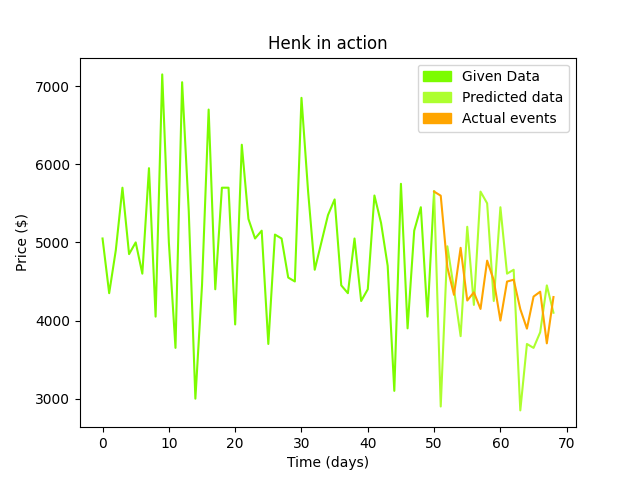 Henk in action
Given Data
Predicted data
Actual events
Price ($)
7000
6000
5000
4000
3000
0 10 20 30 40 50 60 70
Time (days)